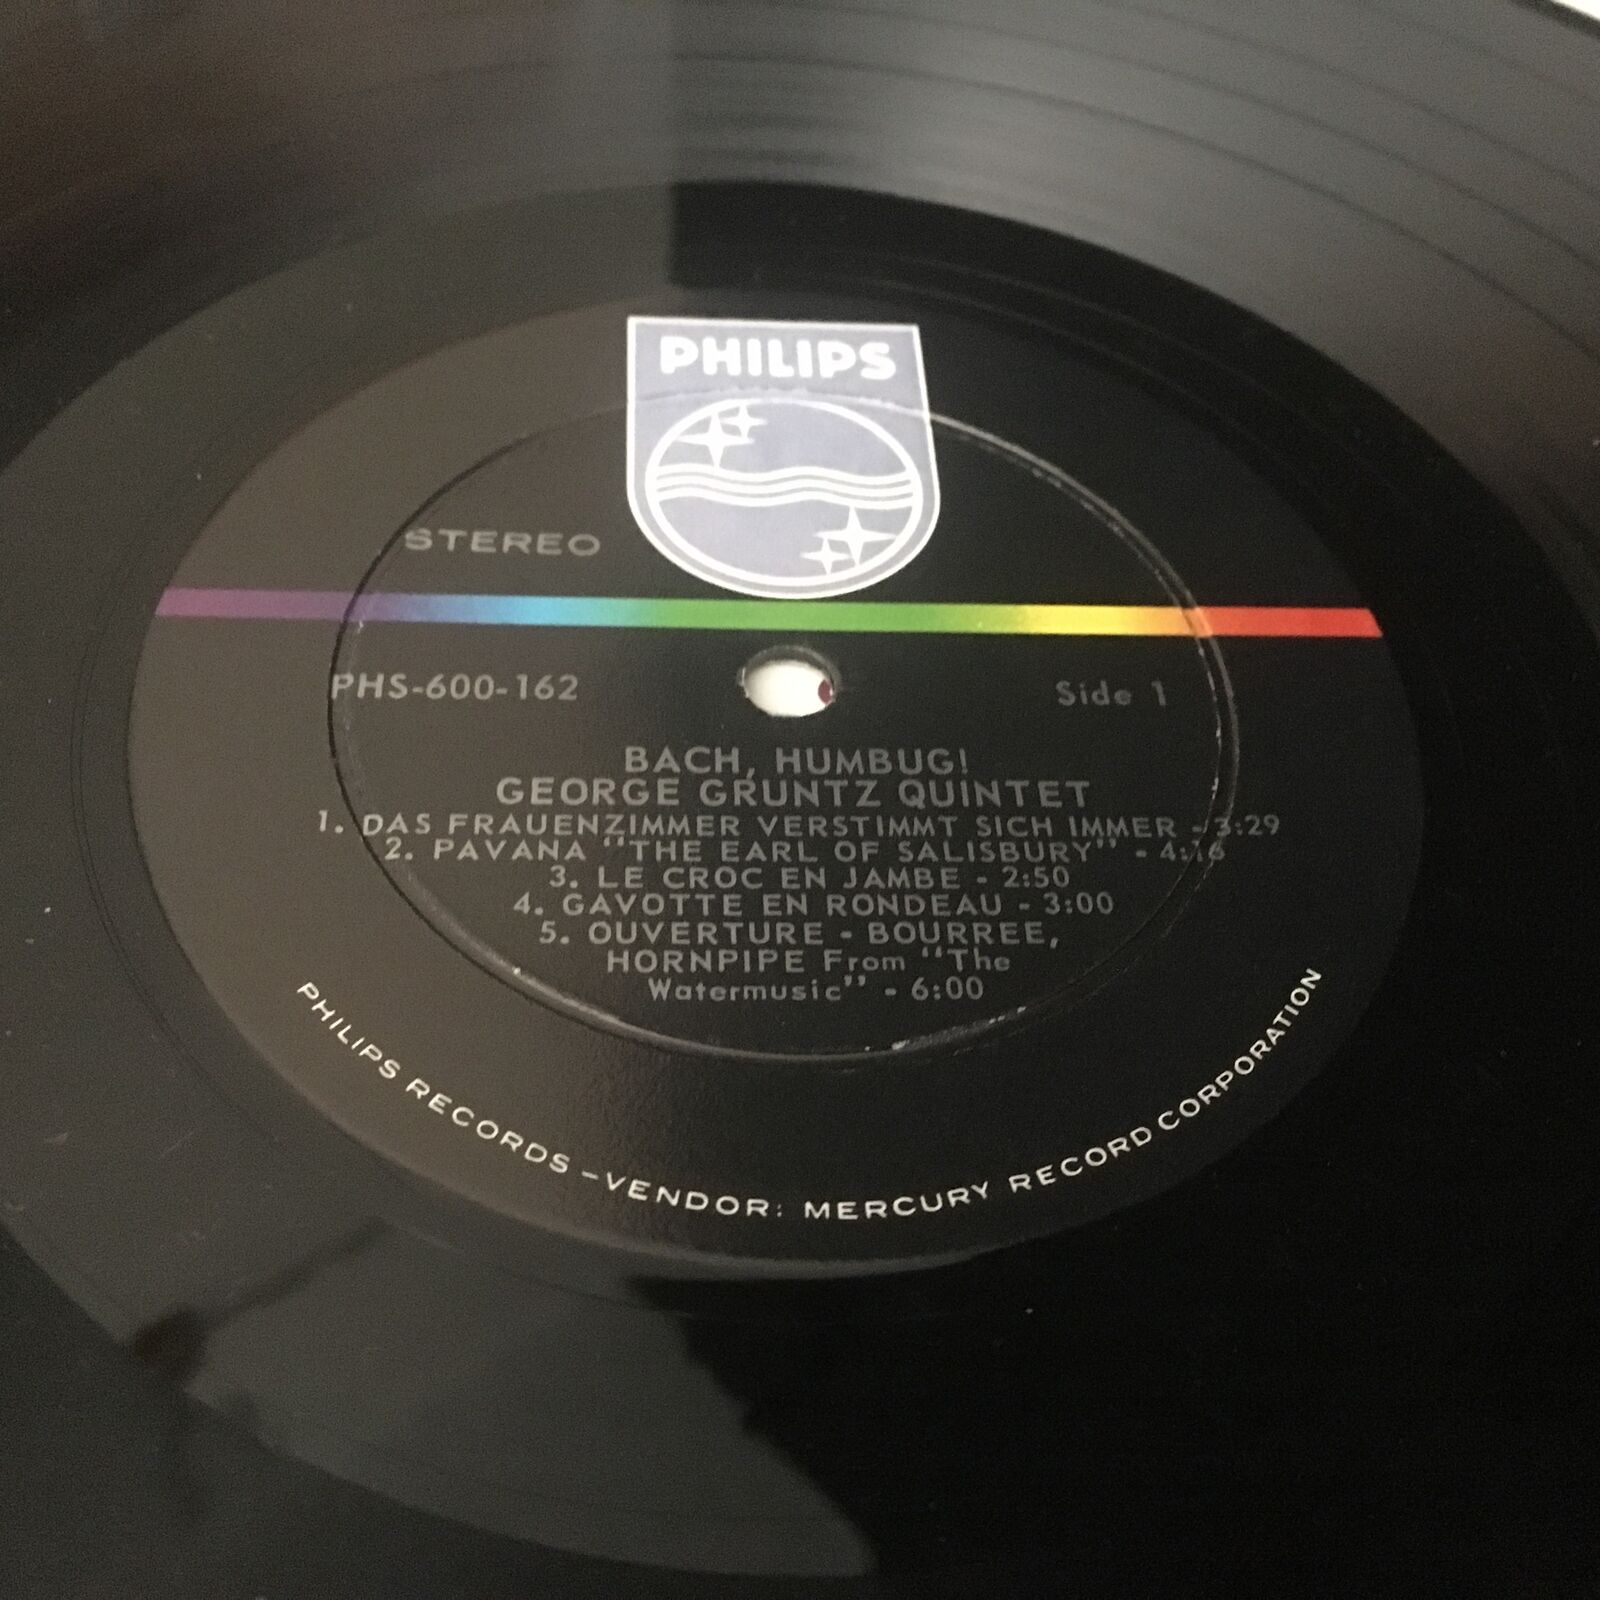 PHILIPS
STEREO
PHS-600-162
Side 1
BACH, HUMBUG!
GEORGE GRUNTZ QUINTET
1. DAS FRAUENZIMMER VERSTIMMT SICH IMMER - 3:29
2. PAVANA "THE EARL OF SALISBURY" - 4:16
3. LE CROC EN JAMBE - 2:50
4. GAVOTTE EN RONDEAU - 3:00
5. OUVERTURE - BOURREE,
HORNPIPE From "The
Watermusic" - 6:00
PHILIPS RECORDS – VENDOR: MERCURY RECORD CORPORATION